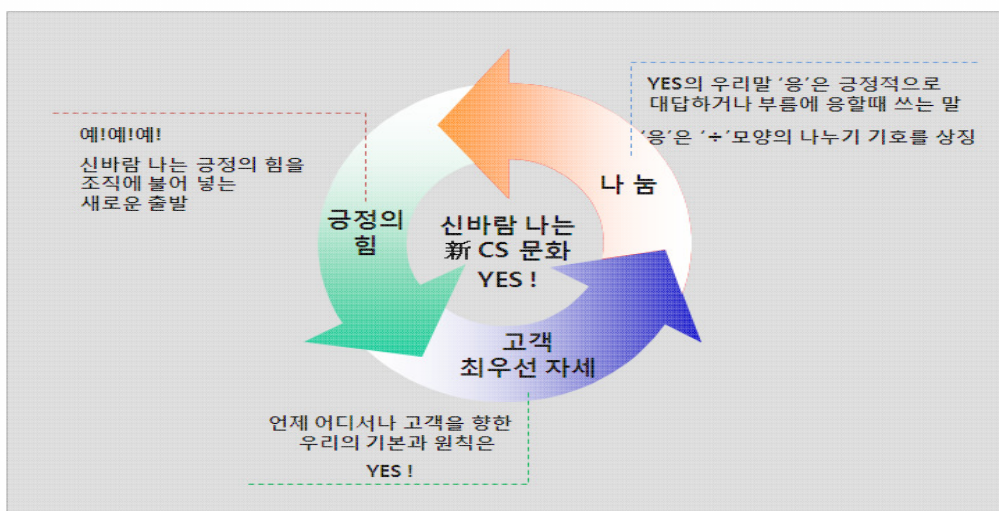 YES의 우리말 ‘응’은 긍정적으로
대답하거나 부름에 응할때 쓰는 말
‘응’은 ‘÷’모양의 나누기 기호를 상징
예!예!예!
신바람 나는 긍정의 힘을
조직에 불어 넣는
새로운 출발
나 눔
긍정의
힘
신바람 나는
新 CS 문화
YES !
고객
최우선 자세
언제 어디서나 고객을 향한
우리의 기본과 원칙은
YES !